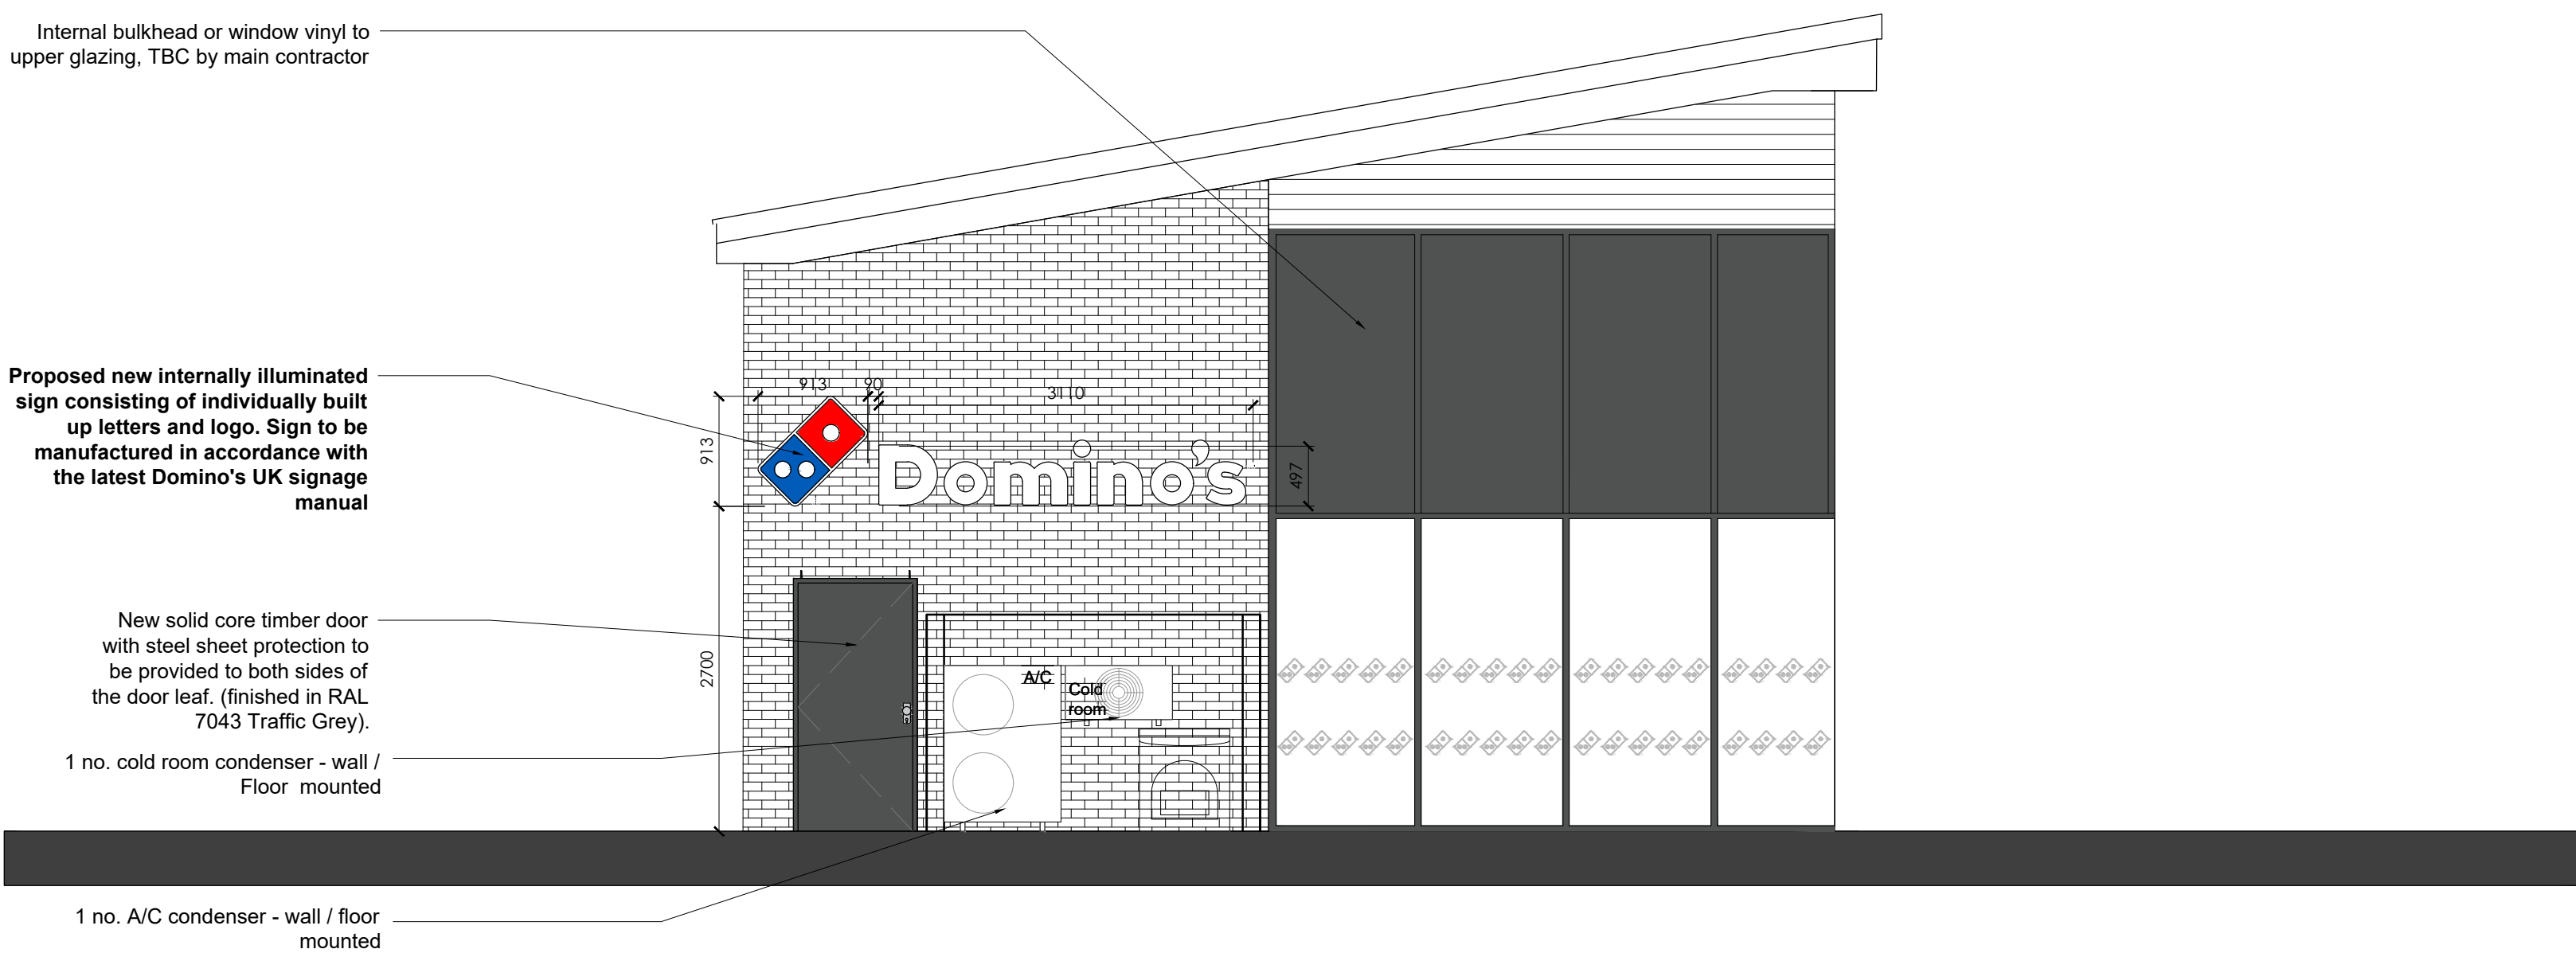 Internal bulkhead or window vinyl to
upper glazing, TBC by main contractor
Proposed new internally illuminated
sign consisting of individually built
up letters and logo. Sign to be
manufactured in accordance with
the latest Domino's UK signage
manual
913
90
3110
913
Domino's
497
New solid core timber door
with steel sheet protection to
be provided to both sides of
the door leaf. (finished in RAL
7043 Traffic Grey).
2700
A/C
Cold
room
1 no. cold room condenser - wall /
Floor mounted
1 no. A/C condenser - wall / floor
mounted